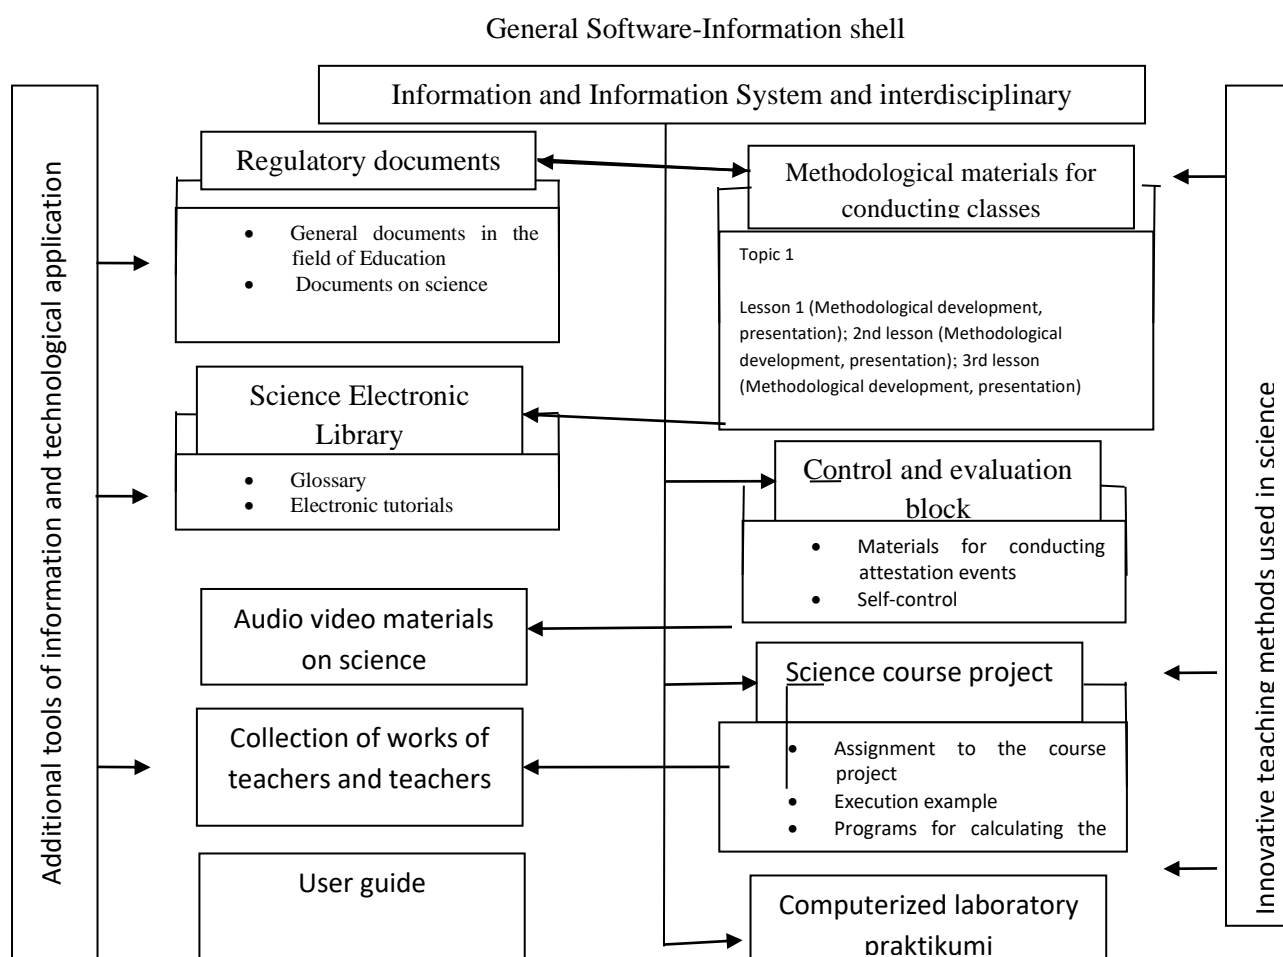 General Software-Information shell
Information and Information System and interdisciplinary
Additional tools of information and technological application
Regulatory documents
• General documents in the
field of Education
• Documents on science
Science Electronic
Library
• Glossary
• Electronic tutorials
Audio video materials
on science
Collection of works of
teachers and teachers
User guide
Methodological materials for
conducting classes
Topic 1
Lesson 1 (Methodological development,
presentation); 2nd lesson (Methodological
development, presentation); 3rd lesson
(Methodological development, presentation)
Control and evaluation
block
• Materials for conducting
attestation events
• Self-control
Science course project
• Assignment to the course
project
• Execution example
• Programs for calculating the
Computerized laboratory
praktikumi
Innovative teaching methods used in science